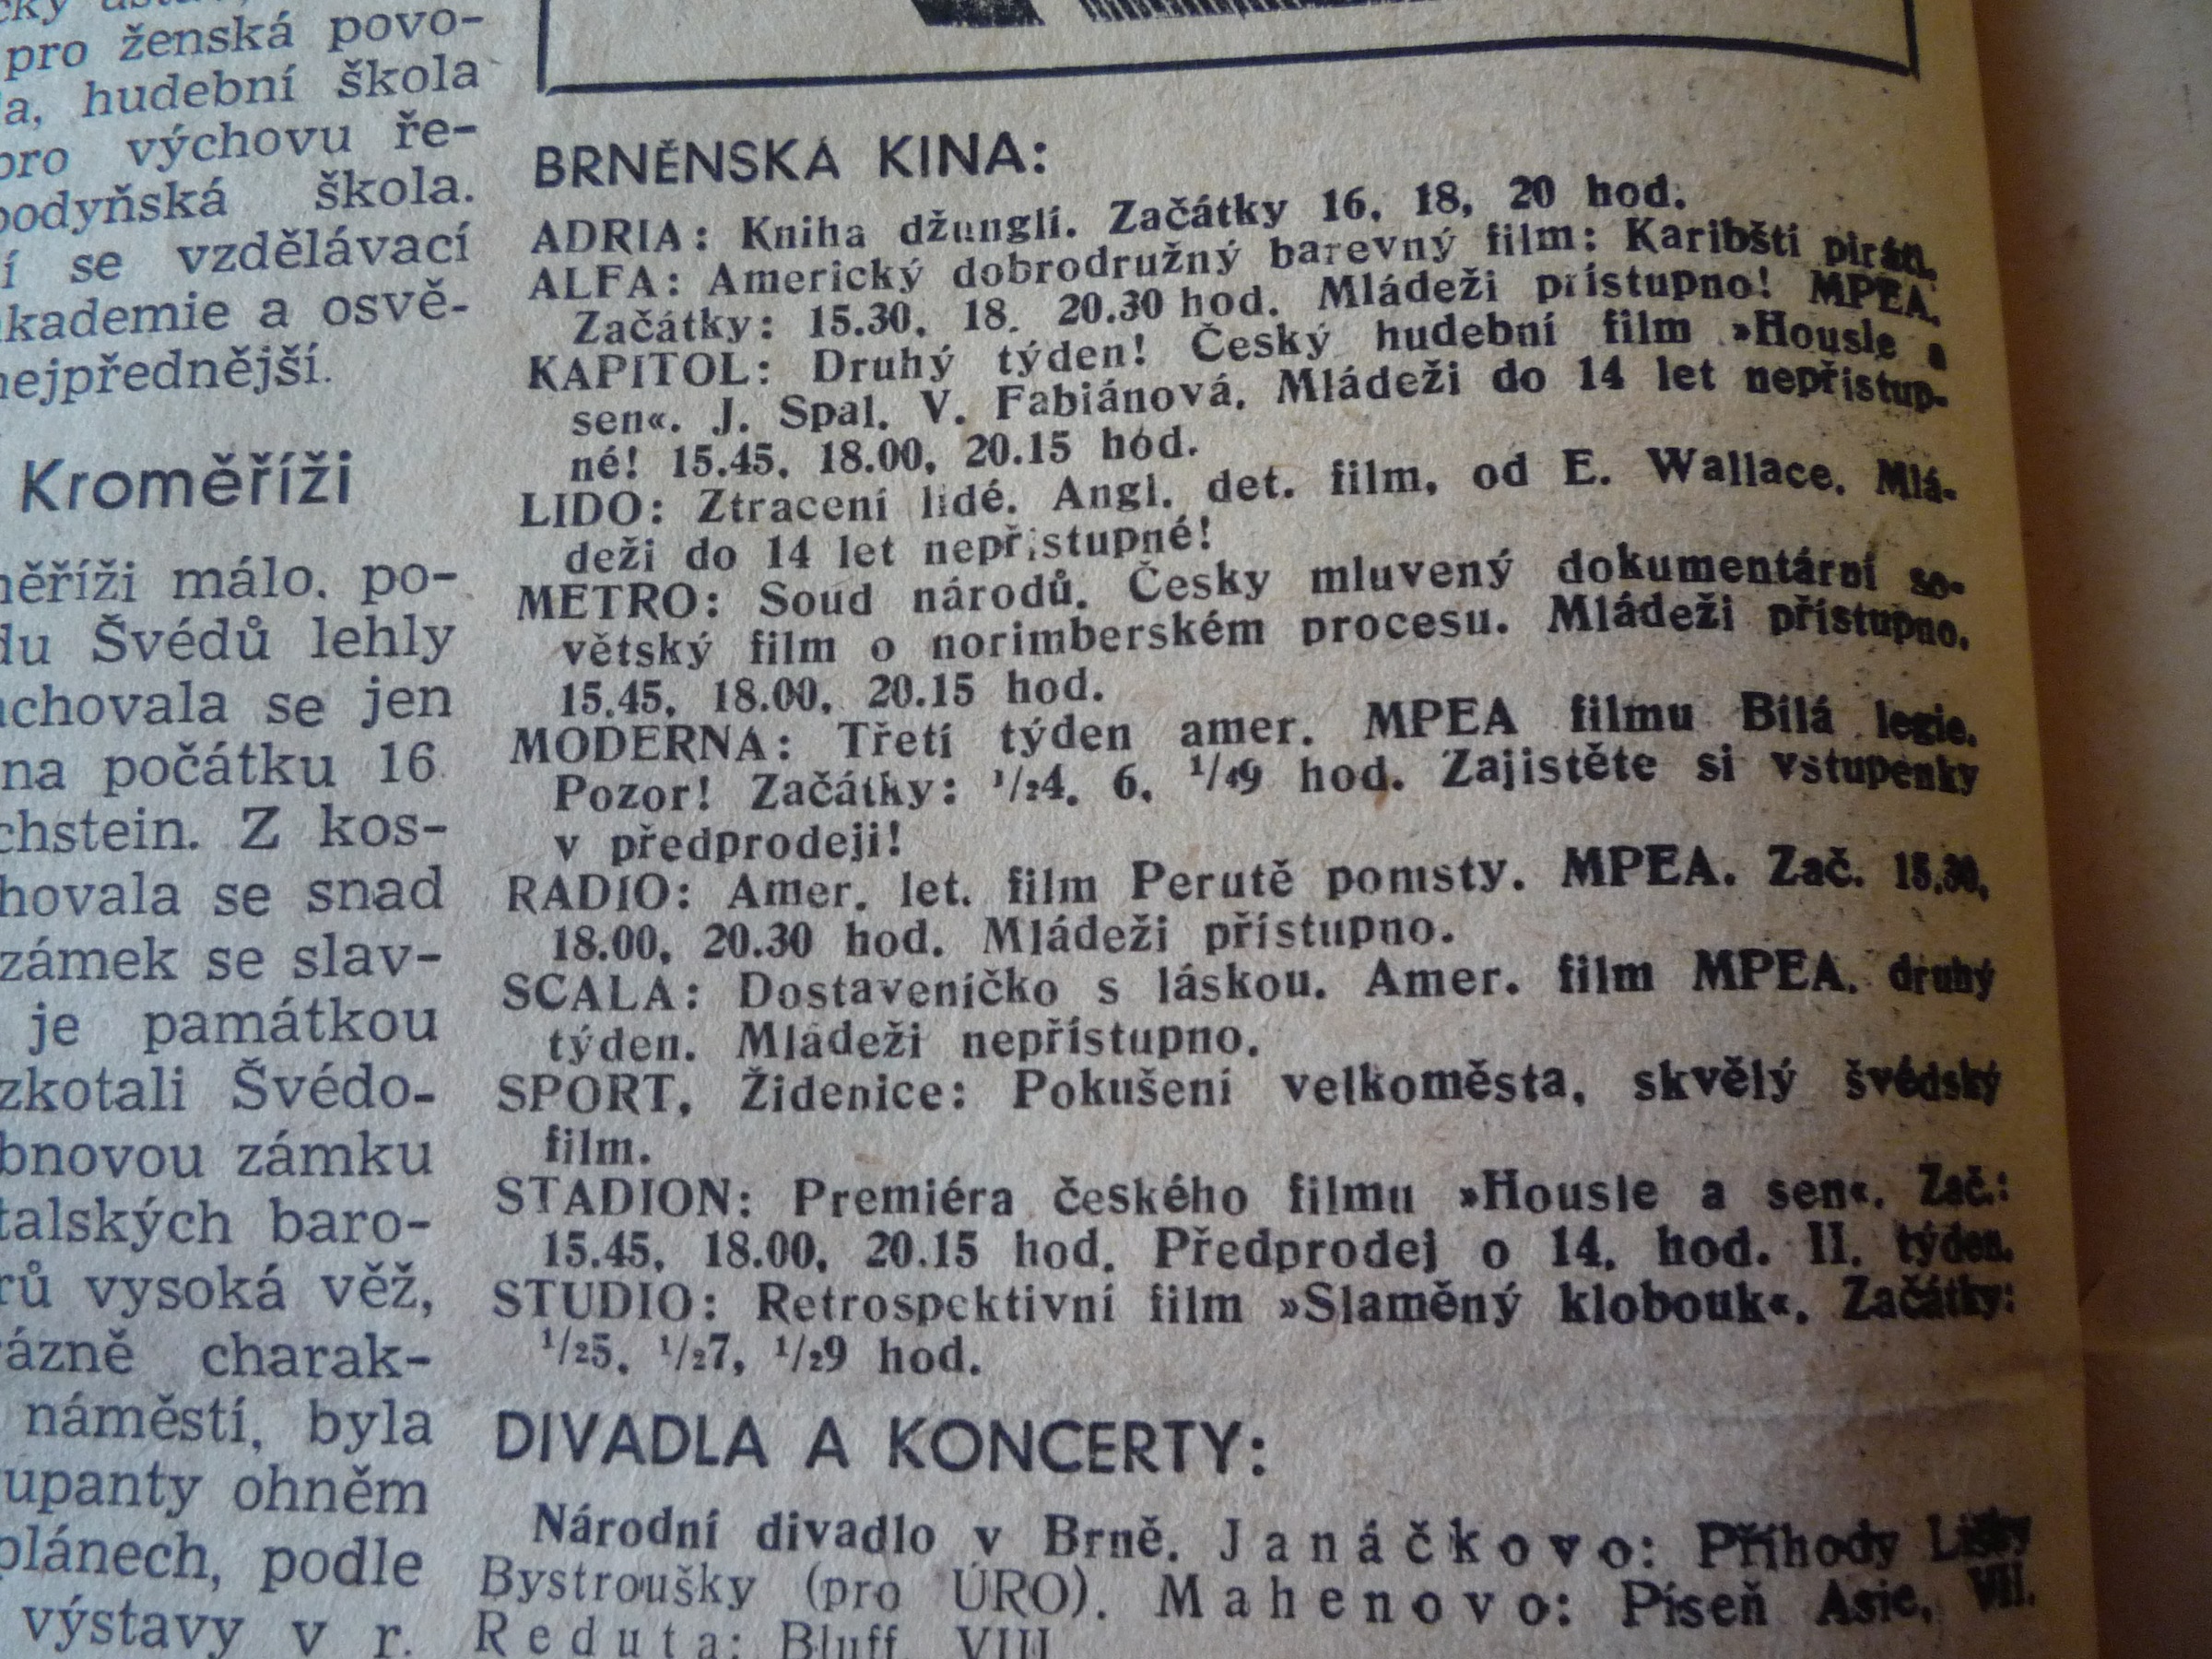 pro ženská povo-
a, hudební škola
pro výchovu ře-
podyňská škola.
í se vzdělávací
akademie a osvě-
nejpřednější.
Kroměříži
měříži málo, po-
du Švédů lehly
achovala se jen
na počátku 16.
chstein. Z kos-
hovala se snad
zámek se slav-
je památkou
zkotali Švédo-
bnovou zámku
talských baro-
rů vysoká věž,
rázně charak-
náměstí, byla
upanty ohněm
plánech, podle
výstavy v r.
BRNĚNSKÁ KINA:
ADRIA: Kniha džunglí. Začátky 16, 18, 20 hod.
ALFA: Americký dobrodružný barevný film: Karibští piráti.
Začátky: 15.30, 18, 20.30 hod. Mládeži přístupno! MPEA.
KAPITOL: Druhý týden! Český hudební film »Housle a
sen«. J. Spal, V. Fabiánová. Mládeži do 14 let nepřístup-
né! 15.45, 18.00, 20.15 hod.
LIDO: Ztracení lidé. Angl. det. film, od E. Wallace. Mlá-
deži do 14 let nepřístupné!
METRO: Soud národů. Česky mluvený dokumentární so-
větský film o norimberském procesu. Mládeži přístupno.
15.45, 18.00, 20.15 hod.
MODERNA: Třetí týden amer. MPEA filmu Bílá legie.
Pozor! Začátky: 1/24, 6, 1/49 hod. Zajistěte si vstupenky
v předprodeji!
RADIO: Amer. let. film Perutě pomsty. MPEA. Zač. 15.30,
18.00, 20.30 hod. Mládeži přístupno.
SCALA: Dostaveníčko s láskou. Amer. film MPEA. druhý
týden. Mládeži nepřístupno.
SPORT, Židenice: Pokušení velkoměsta, skvělý švédský
film.
STADION: Premiéra českého filmu »Housle a sen«. Zač.:
15.45, 18.00, 20.15 hod. Předprodej o 14. hod. II. týden.
STUDIO: Retrospektivní film »Slaměný klobouk«. Začátky:
1/25, 1/27, 1/29 hod.
DIVADLA A KONCERTY:
Národní divadlo v Brně. Janáčkovo: Příhody Lišky
Bystroušky (pro ÚRO). Mahenovo: Píseň Asie, VII.
Reduta: Bluff, VIII